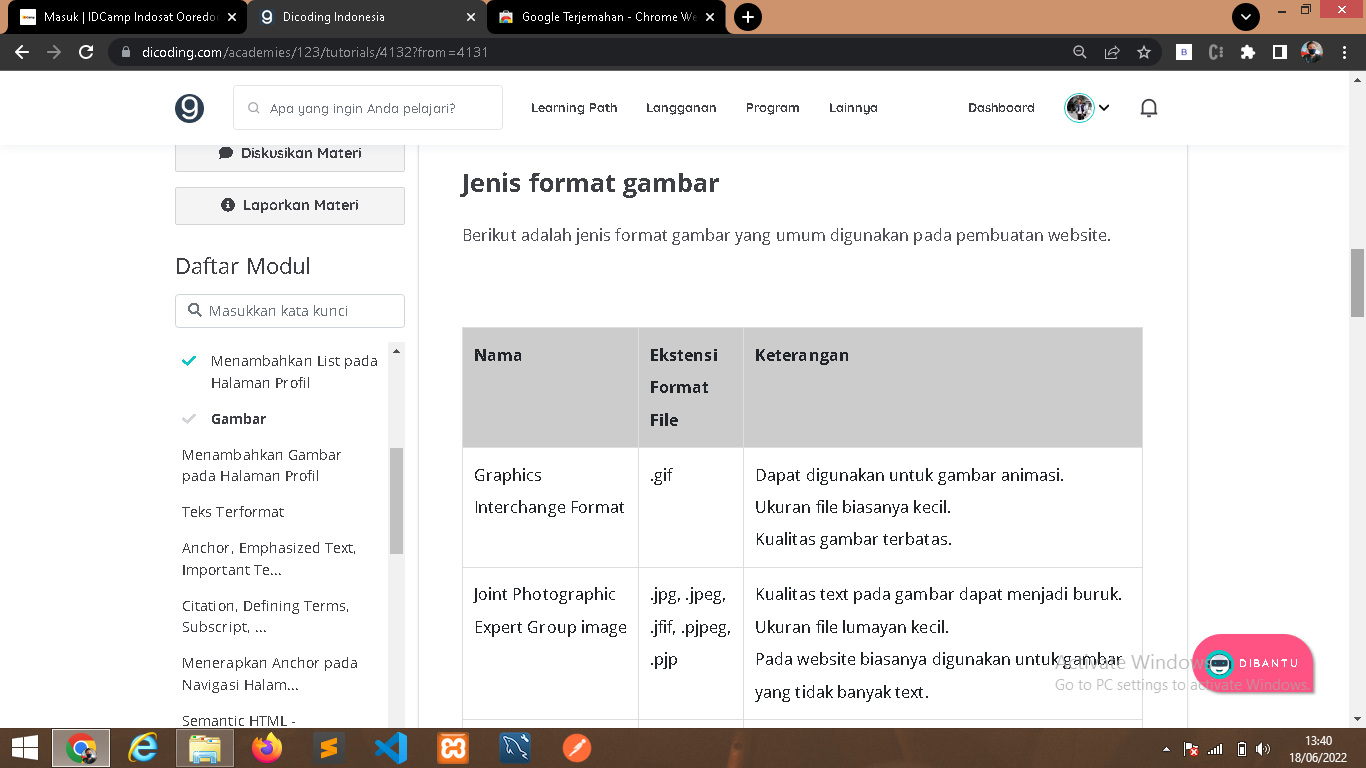 Masuk | IDCamp Indosat Ooredoo
Dicoding Indonesia
Google Terjemahan - Chrome We
dicoding.com/academies/123/tutorials/4132?from=4131
Apa yang ingin Anda pelajari?
Learning Path
Langganan
Program
Lainnya
Dashboard
Diskusikan Materi
Laporkan Materi
Daftar Modul
Masukkan kata kunci
Menambahkan List pada
Halaman Profil
Gambar
Menambahkan Gambar
pada Halaman Profil
Teks Terformat
Anchor, Emphasized Text,
Important Te...
Citation, Defining Terms,
Subscript, ...
Menerapkan Anchor pada
Navigasi Halam...
Semantic HTML -
Jenis format gambar
Berikut adalah jenis format gambar yang umum digunakan pada pembuatan website.
Nama
Ekstensi
Format
File
Keterangan
Graphics
Interchange Format
.gif
Dapat digunakan untuk gambar animasi.
Ukuran file biasanya kecil.
Kualitas gambar terbatas.
Joint Photographic
Expert Group image
.jpg, .jpeg,
.jfif, .pjpeg,
.pjp
Kualitas text pada gambar dapat menjadi buruk.
Ukuran file lumayan kecil.
Pada website biasanya digunakan untuk gambar
yang tidak banyak text.
Activate Windows
Go to PC settings to activate Windows.
DIBANTU
13:40
18/06/2022